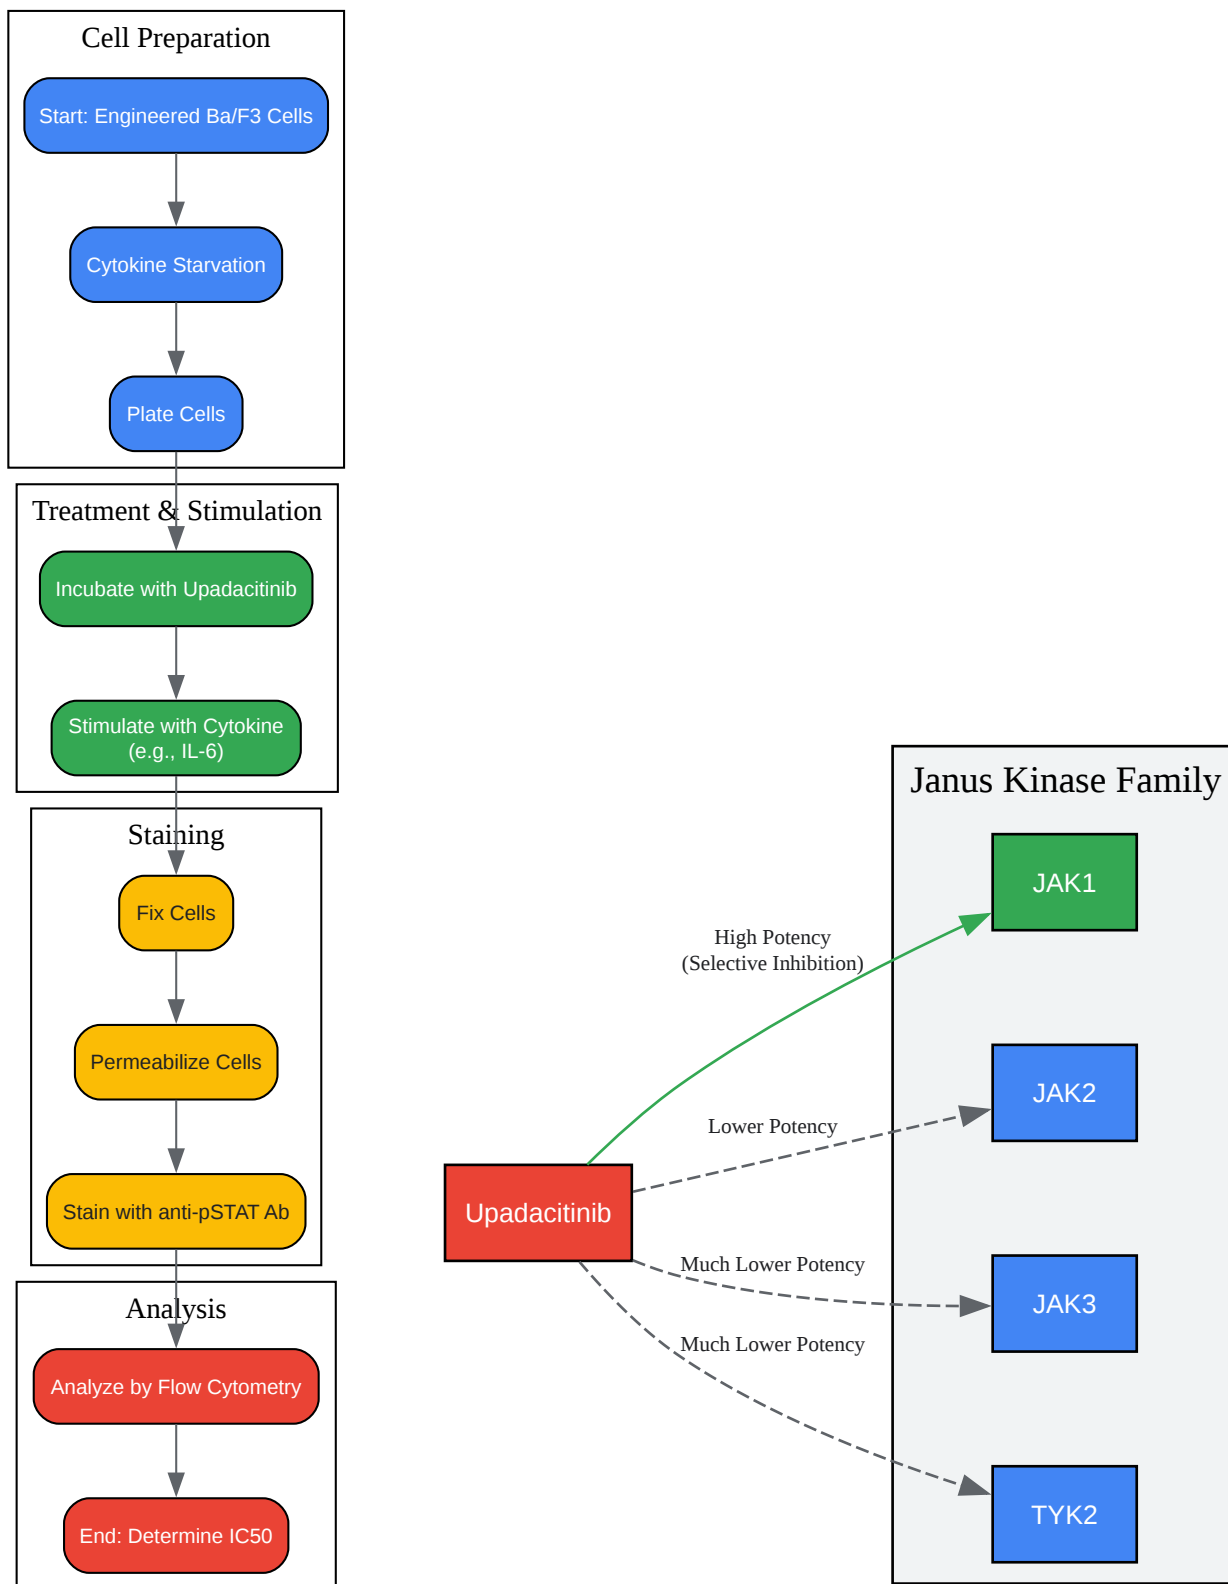 Cell Preparation
Start: Engineered Ba/F3 Cells
Cytokine Starvation
Plate Cells
Treatment & Stimulation
Incubate with Upadacitinib
Stimulate with Cytokine
(e.g., IL-6)
Staining
Fix Cells
Permeabilize Cells
Stain with anti-pSTAT Ab
Analysis
Analyze by Flow Cytometry
End: Determine IC50
Janus Kinase Family
JAK1
High Potency
(Selective Inhibition)
JAK2
Lower Potency
Upadacitinib
Much Lower Potency
JAK3
Much Lower Potency
TYK2